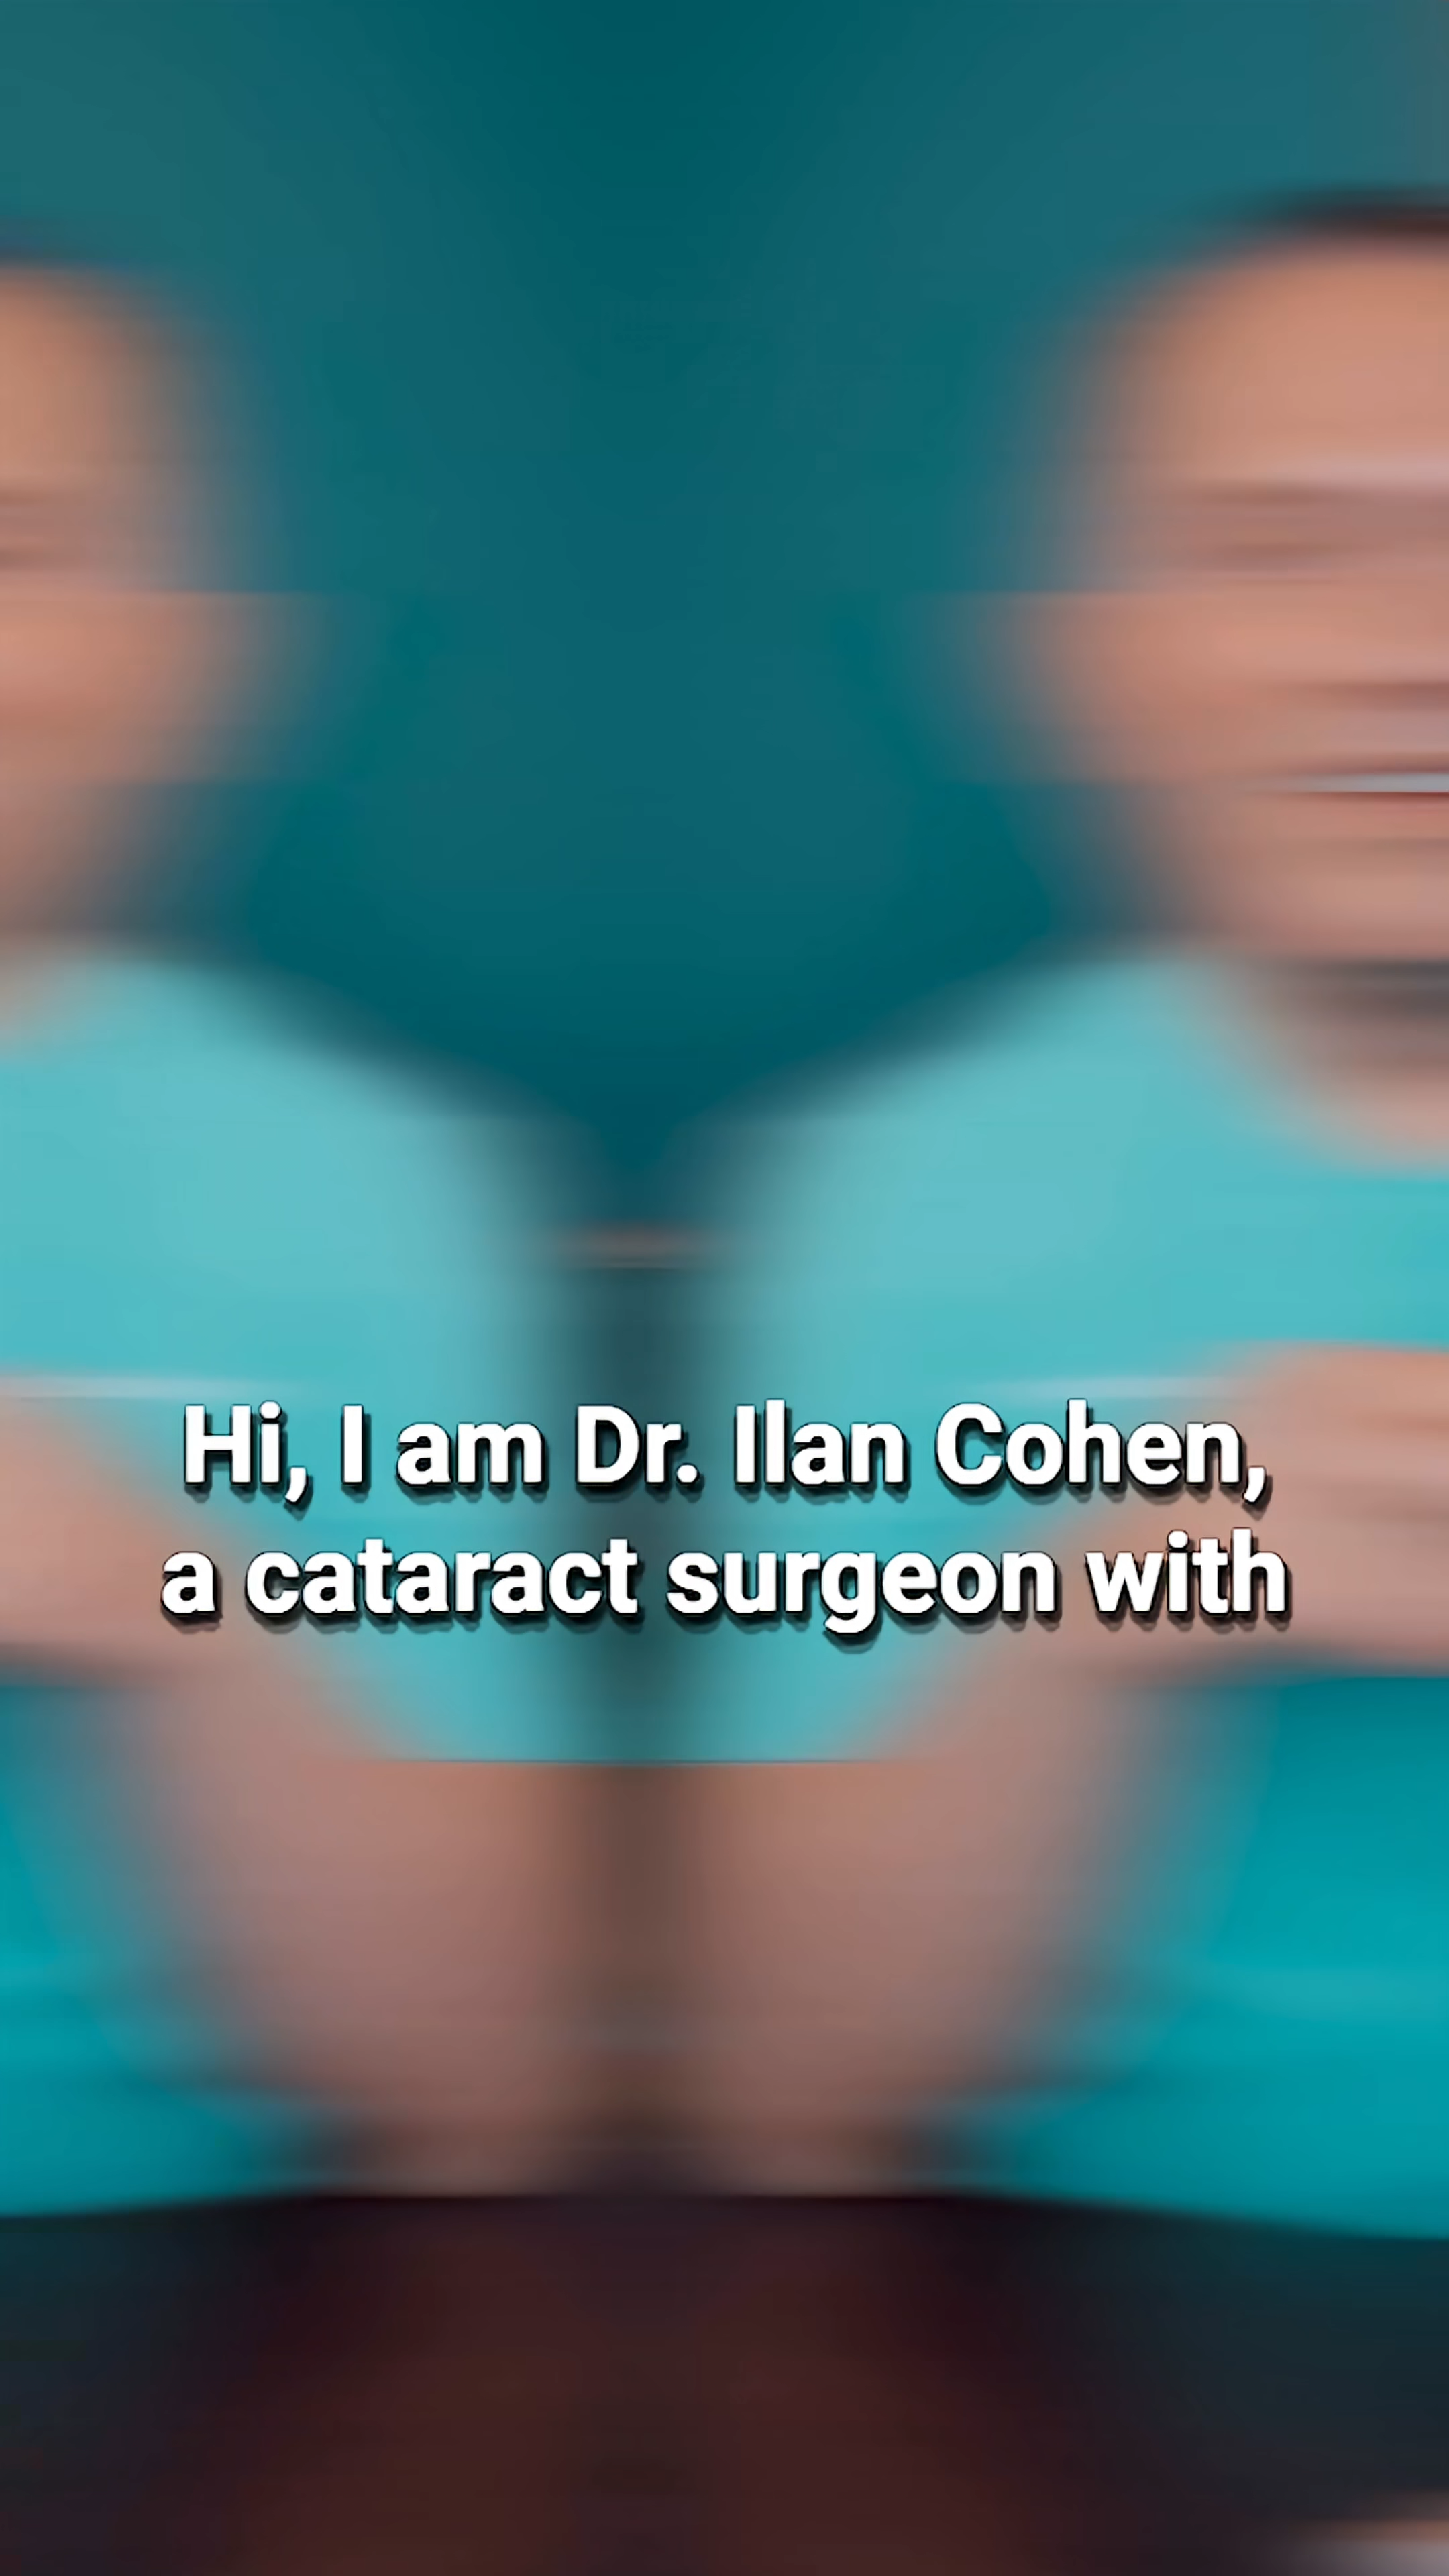 Hi, I am Dr. Ilan Cohen,
a cataract surgeon with